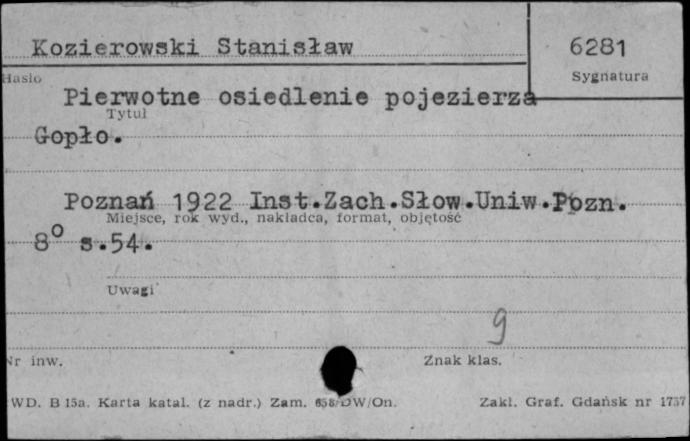 Kozierowski Stanisław
6281
Hasło
Sygnatura
Pierwotne osiedlenie pojezierza
Tytuł
Gopło.
Poznań 1922 Inst.Zach.Słow.Uniw.Pozn.
Miejsce, rok wyd., nakładca, format, objętość
8° s.54.
Uwagi
9
Nr inw.
Znak klas.
WD. B 15a. Karta katal. (z nadr.) Zam. DW/On.
Zakl. Graf. Gdańsk nr 1737